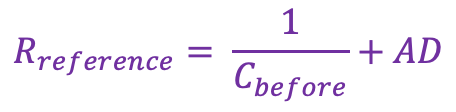 R_reference = 1 / C_before + AD